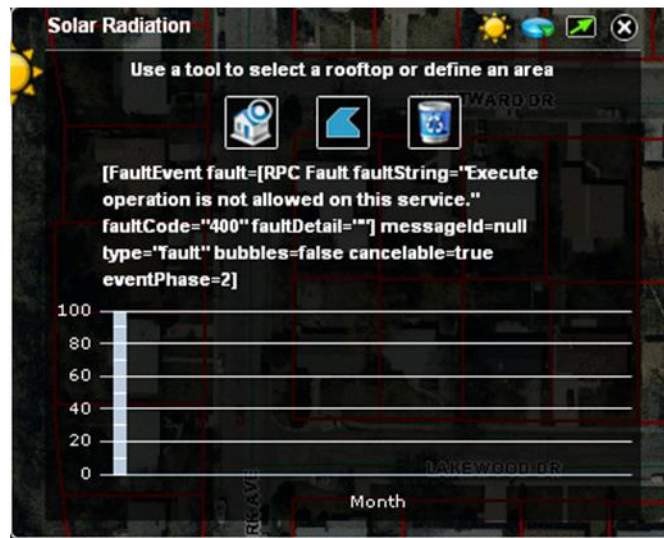 Solar Radiation
Use a tool to select a rooftop or define an area
[FaultEvent fault=[RPC Fault faultString="Execute
operation is not allowed on this service."
faultCode="400" faultDetail=""] messageId=null
type="fault" bubbles=false cancelable=true
eventPhase=2]
100
80
60
40
20
0
LAKEWOOD DR
Month